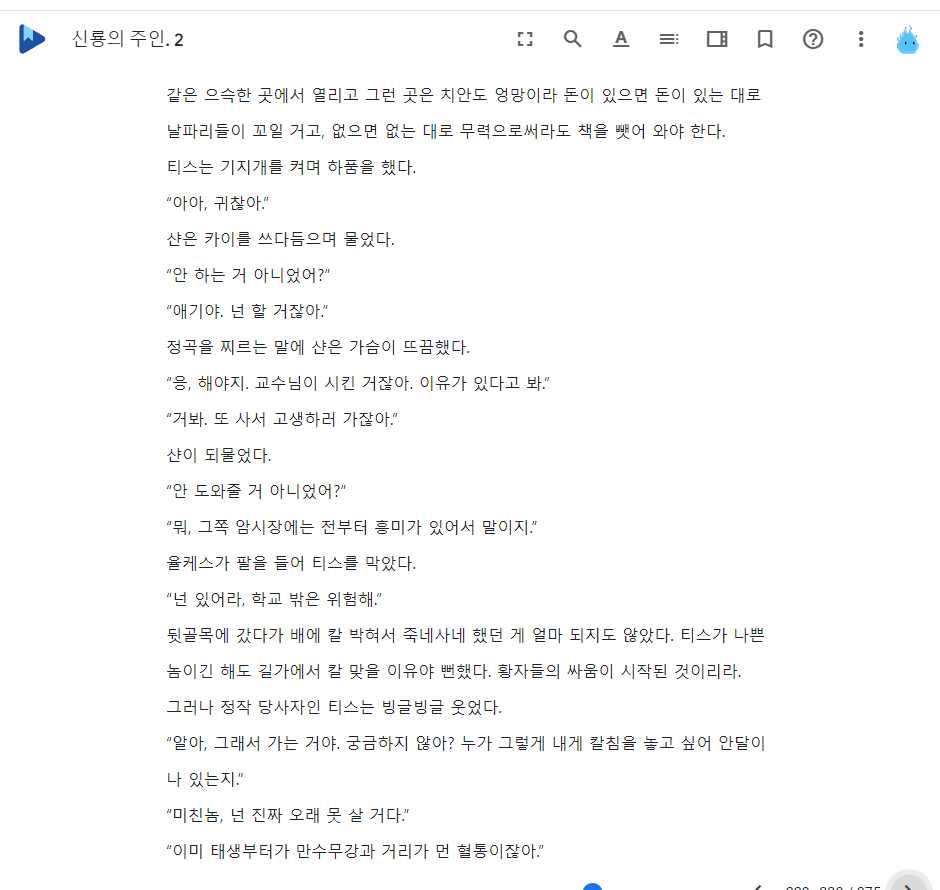 신룡의 주인. 2
같은 으슥한 곳에서 열리고 그런 곳은 치안도 엉망이라 돈이 있으면 돈이 있는 대로
날파리들이 꼬일 거고, 없으면 없는 대로 무력으로써라도 책을 뺏어 와야 한다.
티스는 기지개를 켜며 하품을 했다.
“아아, 귀찮아.”
샨은 카이를 쓰다듬으며 물었다.
“안 하는 거 아니었어?”
“애기야. 넌 할 거잖아.”
정곡을 찌르는 말에 샨은 가슴이 뜨끔했다.
“응, 해야지. 교수님이 시킨 거잖아. 이유가 있다고 봐.”
“거봐. 또 사서 고생하러 가잖아.”
샨이 되물었다.
“안 도와줄 거 아니었어?”
“뭐, 그쪽 암시장에는 전부터 흥미가 있어서 말이지.”
율케스가 팔을 들어 티스를 막았다.
“넌 있어라, 학교 밖은 위험해.”
뒷골목에 갔다가 배에 칼 박혀서 죽네사네 했던 게 얼마 되지도 않았다. 티스가 나쁜
놈이긴 해도 길가에서 칼 맞을 이유야 뻔했다. 황자들의 싸움이 시작된 것이리라.
그러나 정작 당사자인 티스는 빙글빙글 웃었다.
“알아, 그래서 가는 거야. 궁금하지 않아? 누가 그렇게 내게 칼침을 놓고 싶어 안달이
나 있는지.”
“미친놈, 넌 진짜 오래 못 살 거다.”
“이미 태생부터가 만수무강과 거리가 먼 혈통이잖아.”